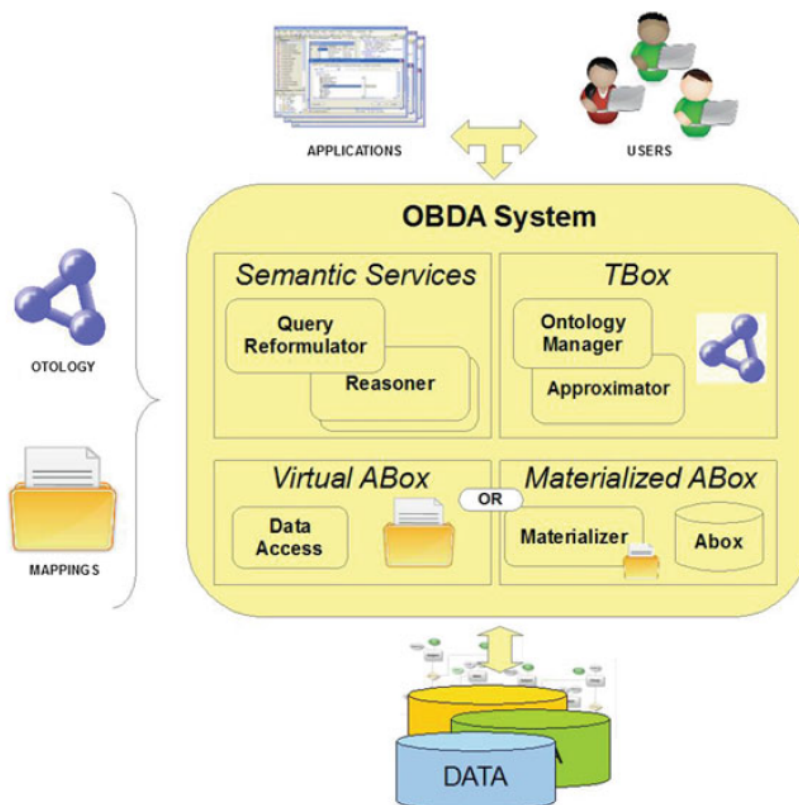 APPLICATIONS
USERS
OBDA System
Semantic Services
TBox
Query
Reformulator
Reasoner
Ontology
Manager
Approximator
OTOLOGY
Virtual ABox
OR
Materialized ABox
Data
Access
Materializer
Abox
MAPPINGS
A
DATA